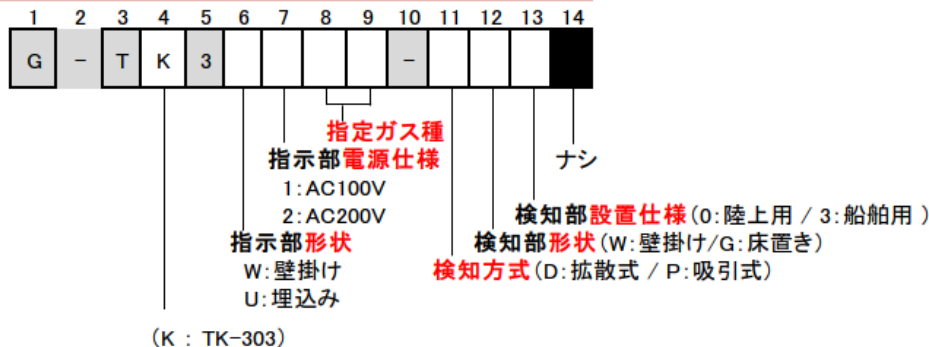 1 2 3 4 5 6 7 8 9 10 11 12 13 14
G - T K 3 -
指定ガス種
指示部電源仕様 ナシ
1:AC100V
2:AC200V 検知部設置仕様(0:陸上用 / 3:船舶用 )
指示部形状 検知部形状(W:壁掛け/G:床置き)
W:壁掛け 検知方式(D:拡散式 / P:吸引式)
U:埋込み
(K : TK-303)